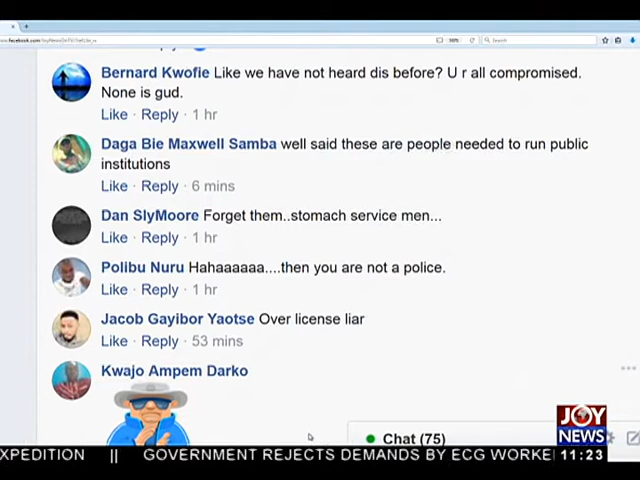 Bernard Kwofie Like we have not heard dis before? U r all compromised.
None is gud.
Like · Reply · 1 hr
Daga Bie Maxwell Samba well said these are people needed to run public
institutions
Like · Reply · 6 mins
Dan SlyMoore Forget them..stomach service men...
Like · Reply · 1 hr
Polibu Nuru Hahaaaaaa....then you are not a police.
Like · Reply · 1 hr
Jacob Gayibor Yaotse Over license liar
Like · Reply · 53 mins
Kwajo Ampem Darko
Chat (75)
JOY
NEWS
XPEDITION || GOVERNMENT REJECTS DEMANDS BY ECG WORKE
11:23